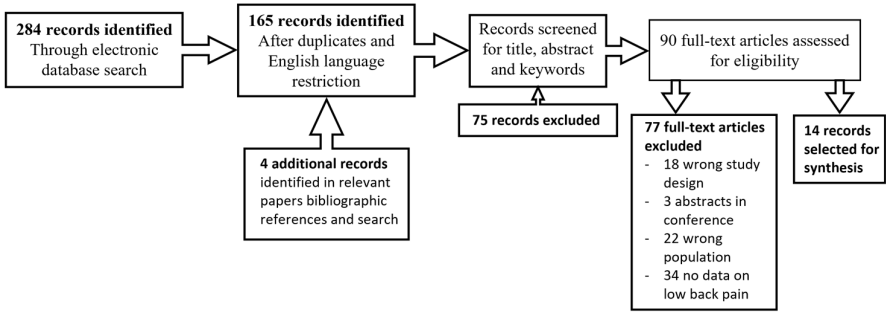 284 records identified
Through electronic
database search
165 records identified
After duplicates and
English language
restriction
4 additional records
identified in relevant
papers bibliographic
references and search
Records screened
for title, abstract
and keywords
75 records excluded
90 full-text articles assessed
for eligibility
77 full-text articles
excluded
- 18 wrong study
design
- 3 abstracts in
conference
- 22 wrong
population
- 34 no data on
low back pain
14 records
selected for
synthesis